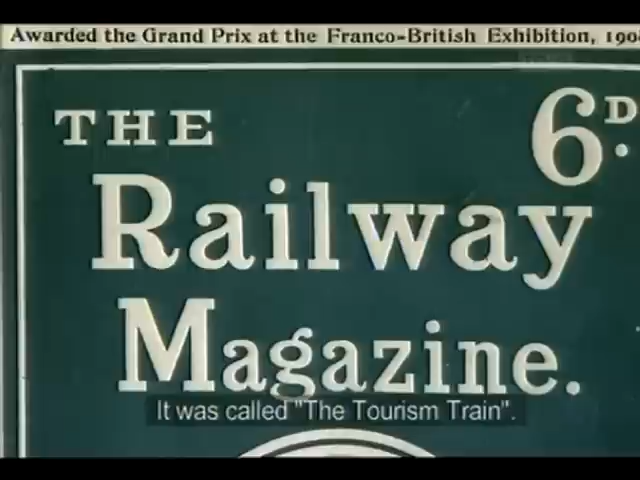 Awarded the Grand Prix at the Franco-British Exhibition, 190
THE
6D.
Railway
Magazine.
It was called "The Tourism Train".